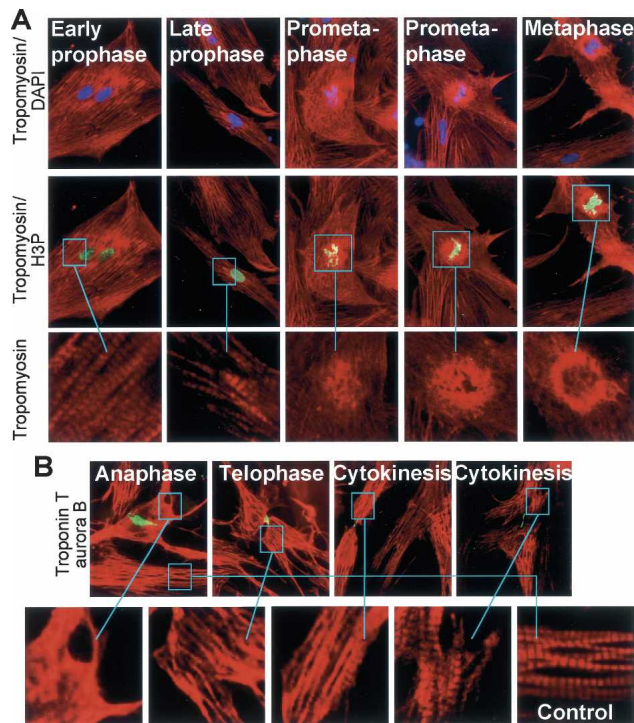 A
Early
prophase
Late
prophase
Prometa-
phase
Prometa-
phase
Metaphase
Tropomyosin/
DAPI
Tropomyosin/
H3P
Tropomyosin
B
Anaphase
Telophase
Cytokinesis
Cytokinesis
Troponin T
aurora B
Control